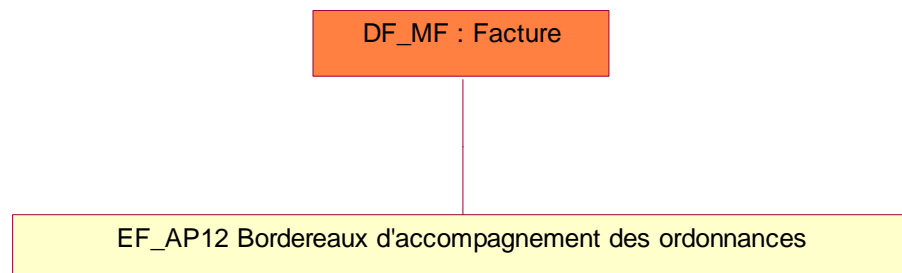 DF_MF : Facture
EF_AP12 Bordereaux d'accompagnement des ordonnances